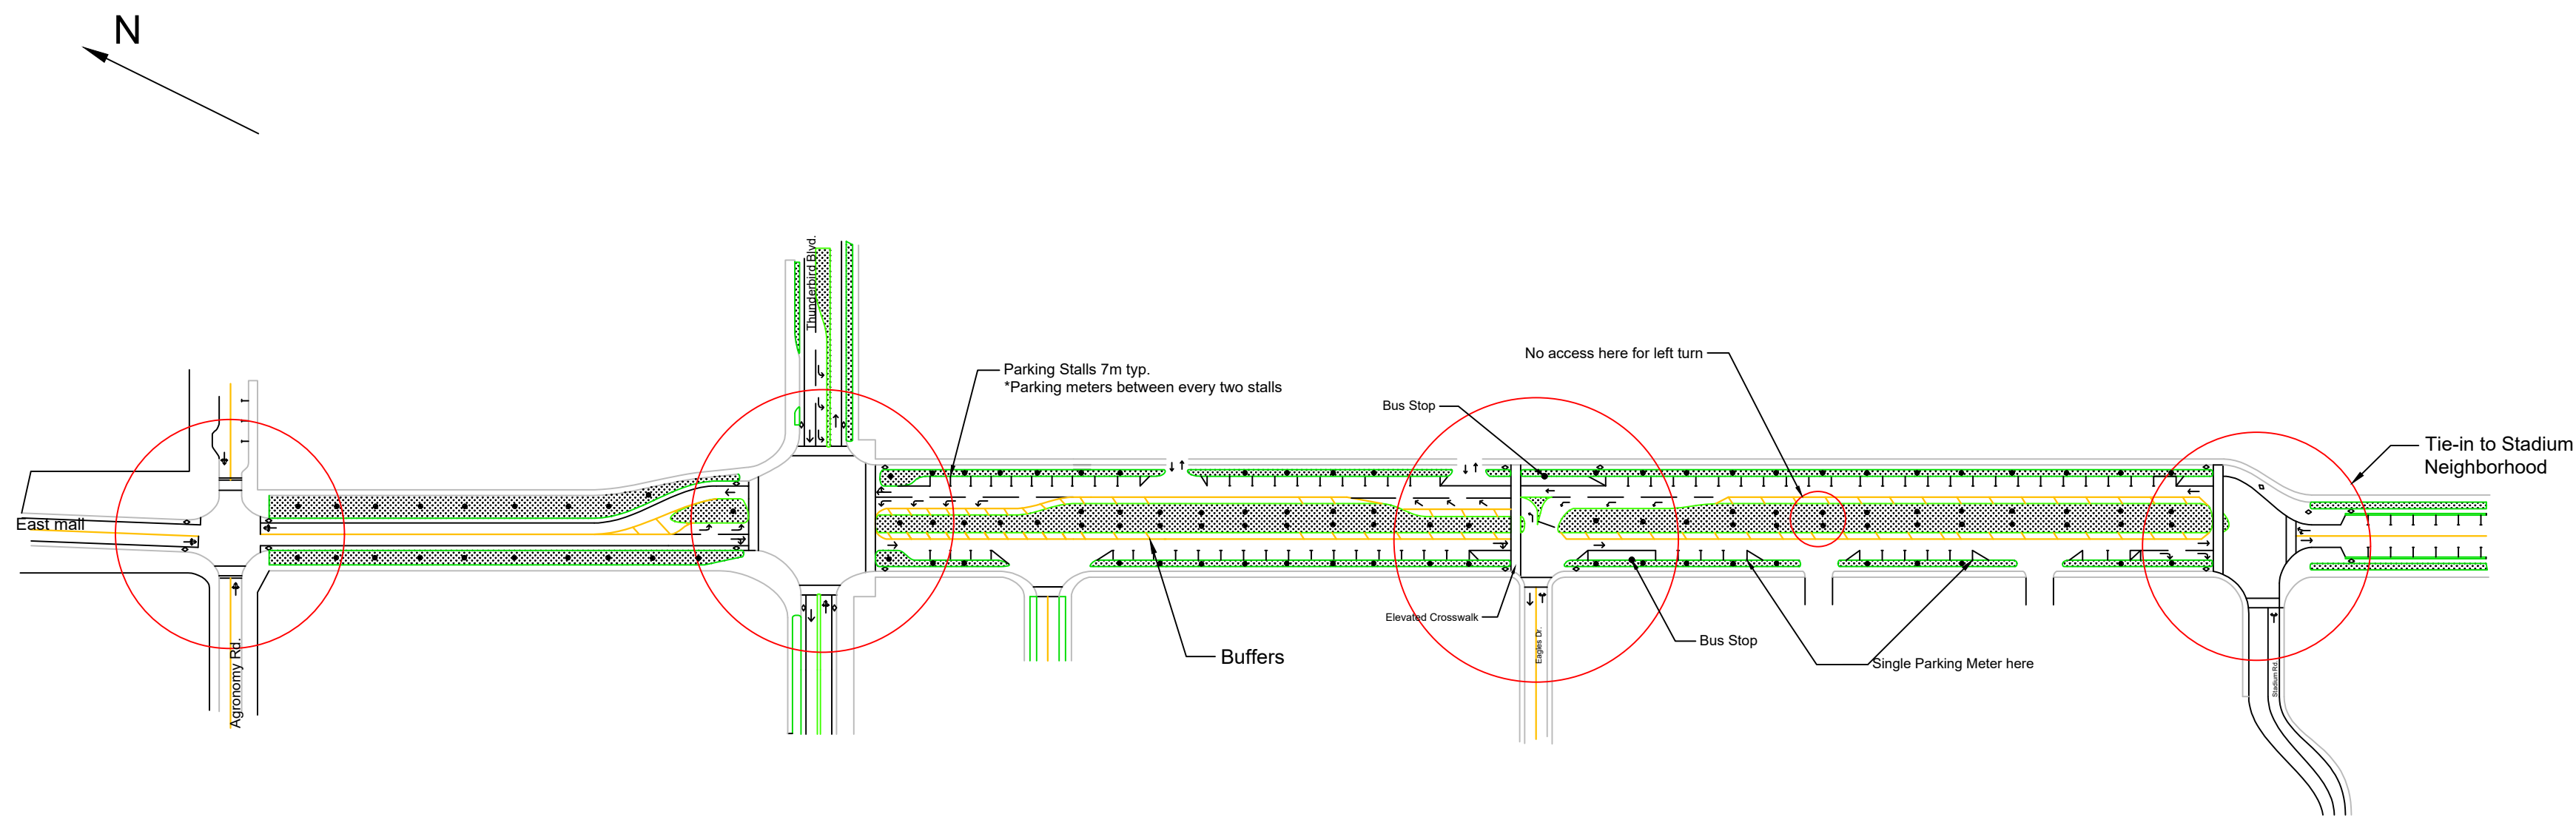 N
Thunderbird Blvd.
No access here for left turn
Parking Stalls 7m typ.
*Parking meters between every two stalls
Bus Stop
Tie-in to Stadium
Neighborhood
East mall
Elevated Crosswalk
Eagles Dr.
Bus Stop
Buffers
Single Parking Meter here
Agronomy Rd.
Stadium Rd.